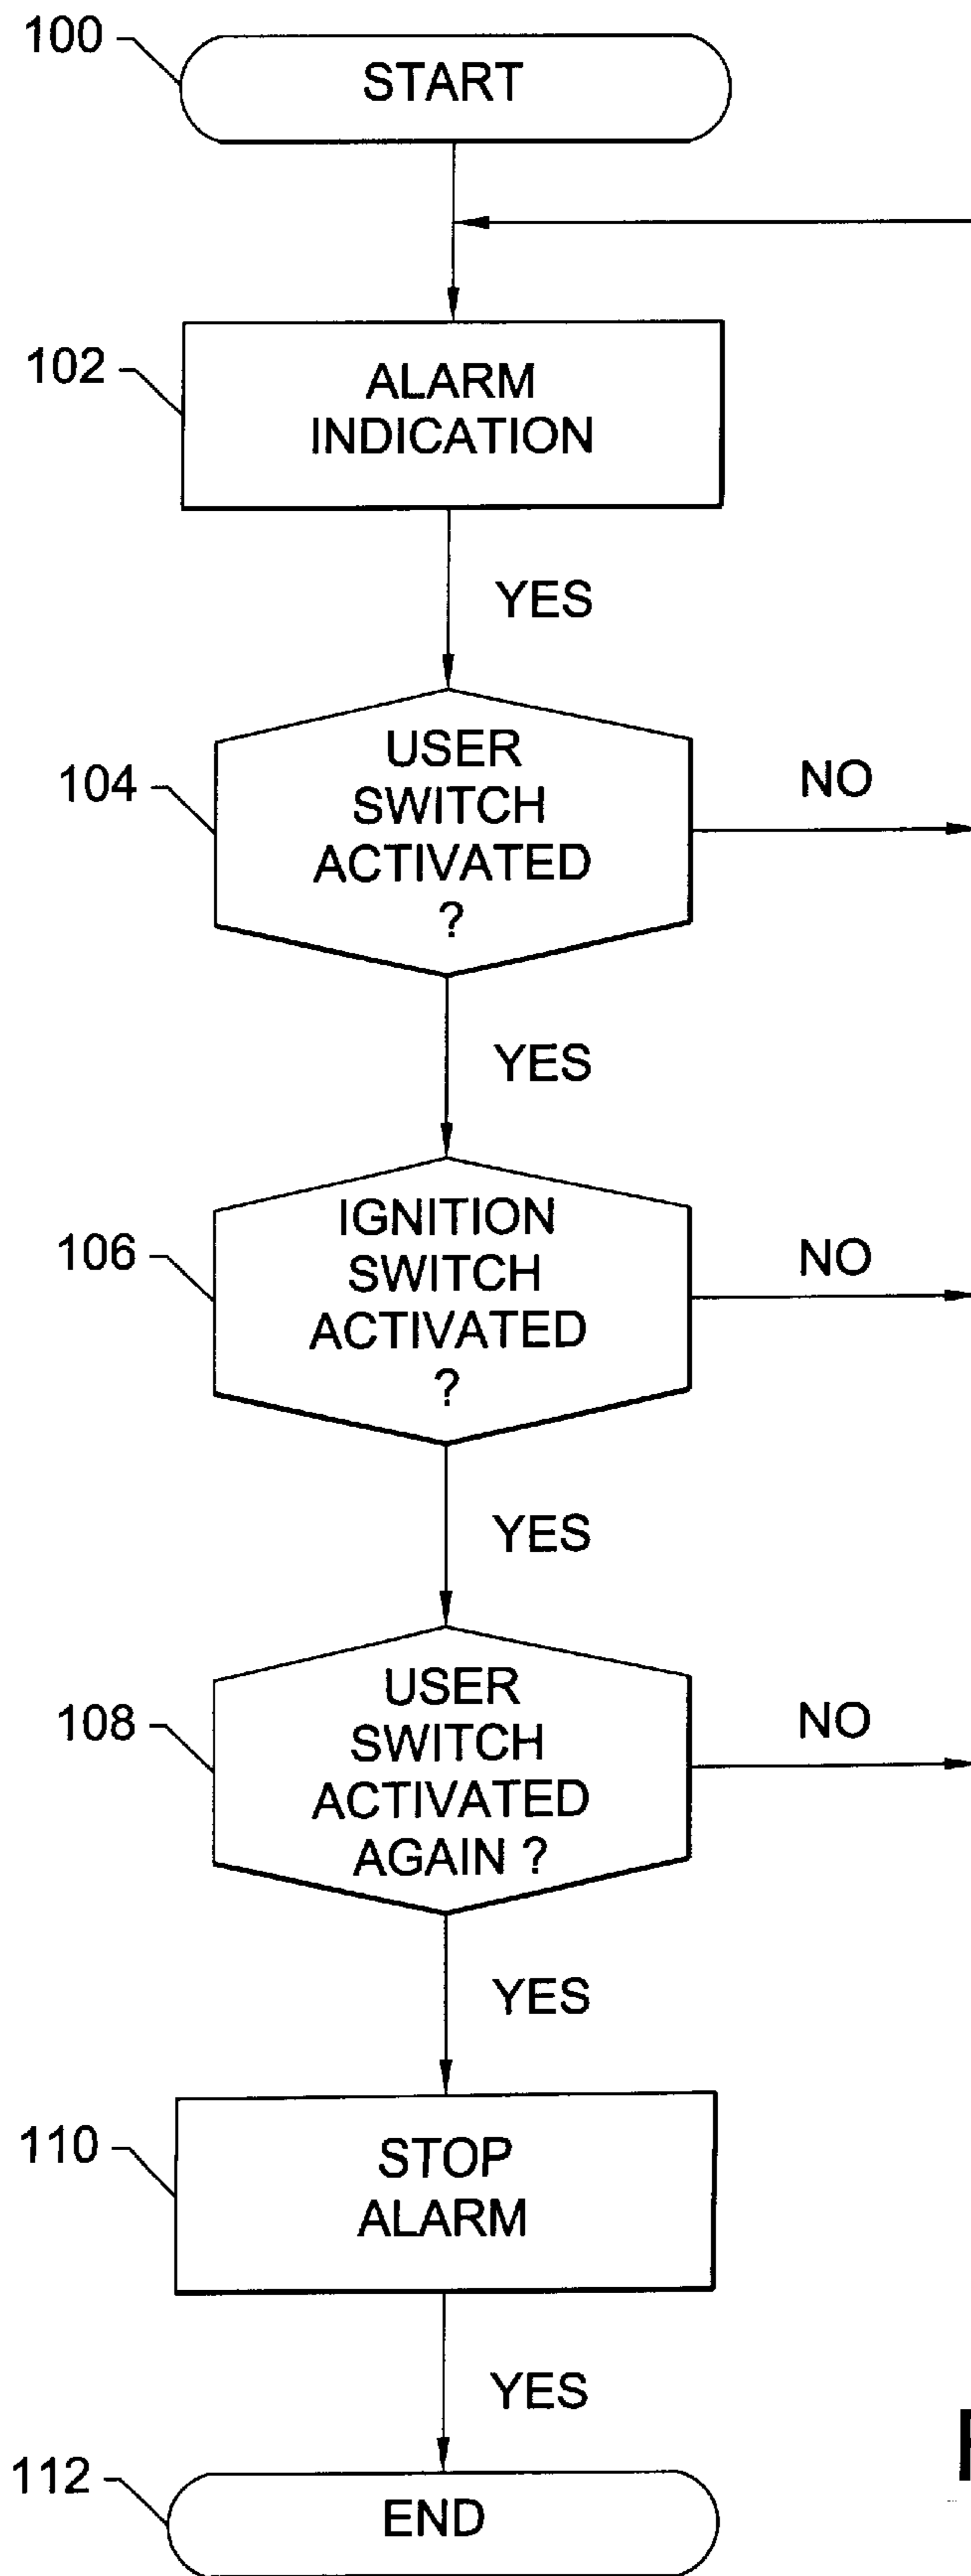 100
START
102
ALARM
INDICATION
YES
104
USER
SWITCH
ACTIVATED
?
NO
YES
106
IGNITION
SWITCH
ACTIVATED
?
NO
YES
108
USER
SWITCH
ACTIVATED
AGAIN ?
NO
YES
110
STOP
ALARM
YES
112
END